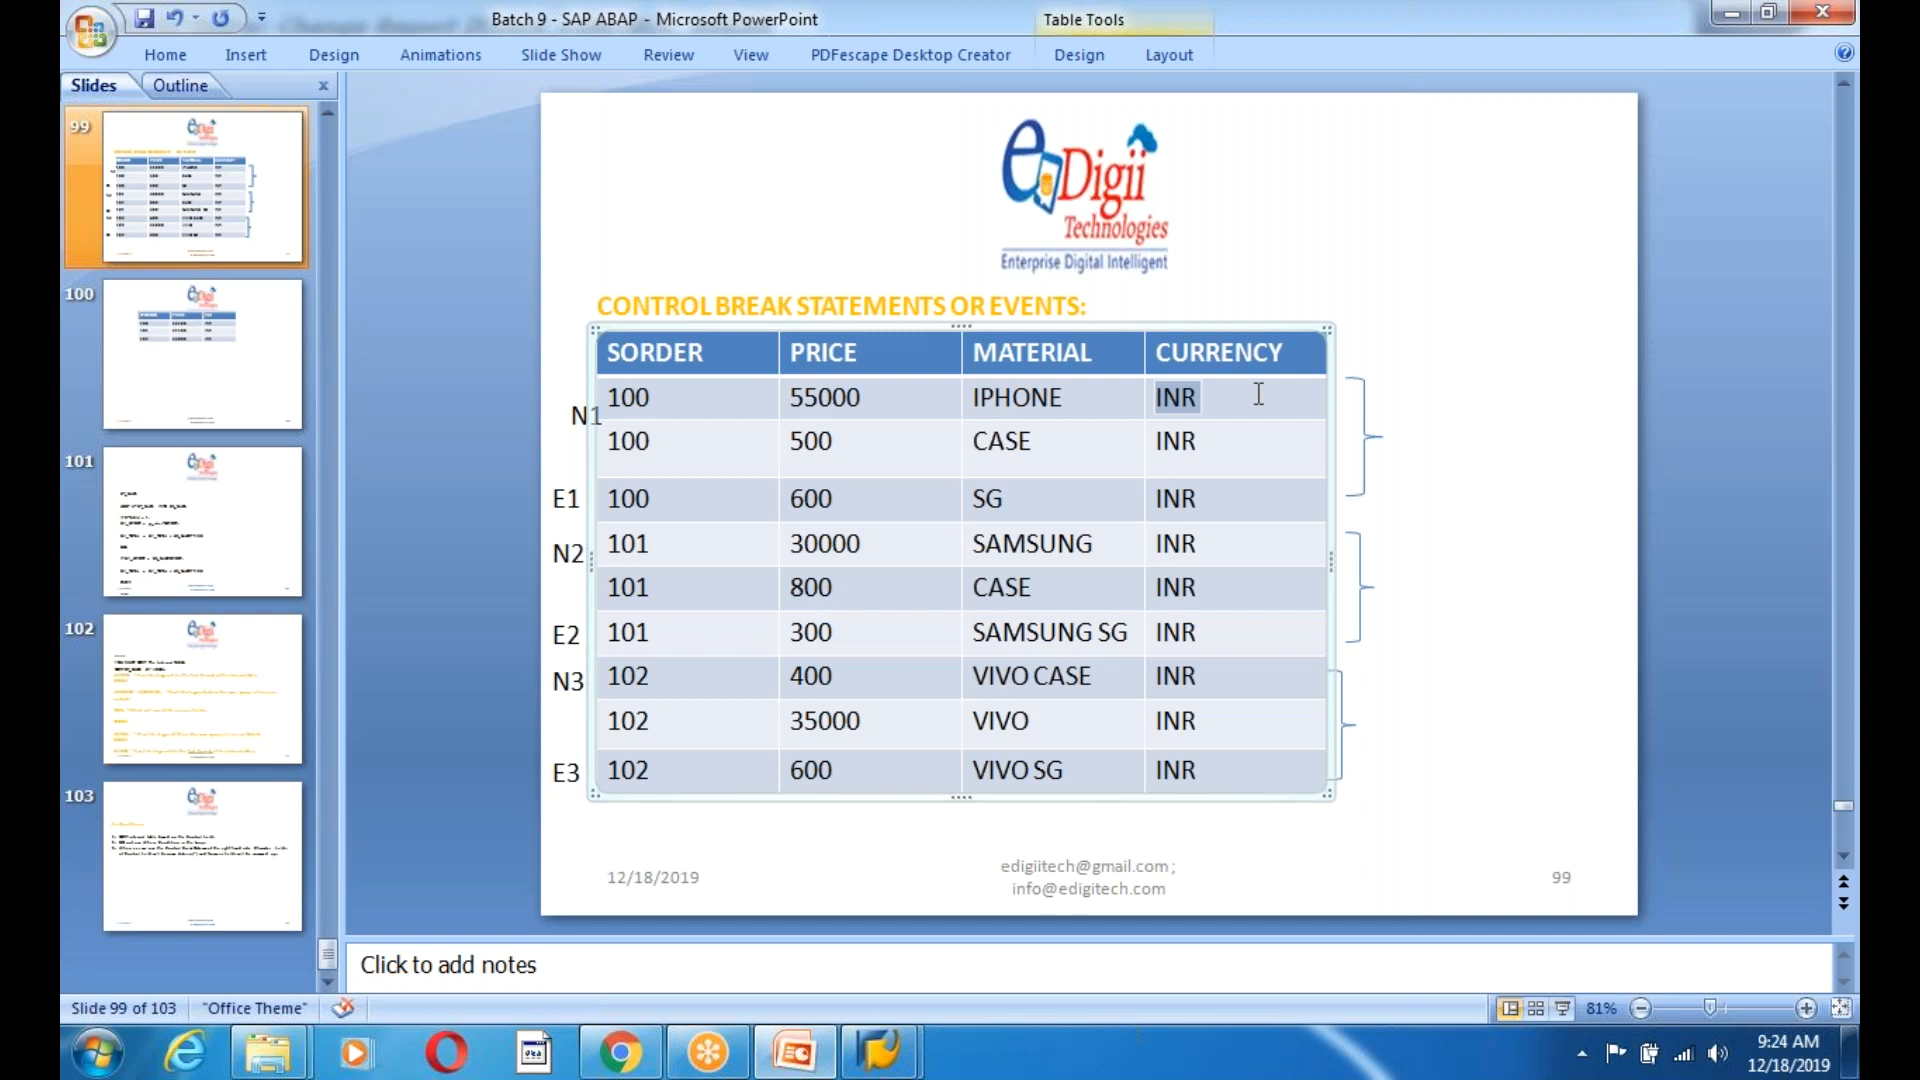 Batch 9 - SAP ABAP - Microsoft PowerPoint
Table Tools
Home Insert Design Animations Slide Show Review View PDFescape Desktop Creator Design Layout
Slides Outline x
99
100
101
102
103
eDigii
Technologies
Enterprise Digital Intelligent
CONTROL BREAK STATEMENTS OR EVENTS:
SORDER PRICE MATERIAL CURRENCY
N1 100 55000 IPHONE INR
100 500 CASE INR
E1 100 600 SG INR
N2 101 30000 SAMSUNG INR
101 800 CASE INR
E2 101 300 SAMSUNG SG INR
N3 102 400 VIVO CASE INR
102 35000 VIVO INR
E3 102 600 VIVO SG INR
12/18/2019
edigiitech@gmail.com;
info@edigitech.com
99
Click to add notes
Slide 99 of 103 "Office Theme" 81%
9:24 AM
12/18/2019